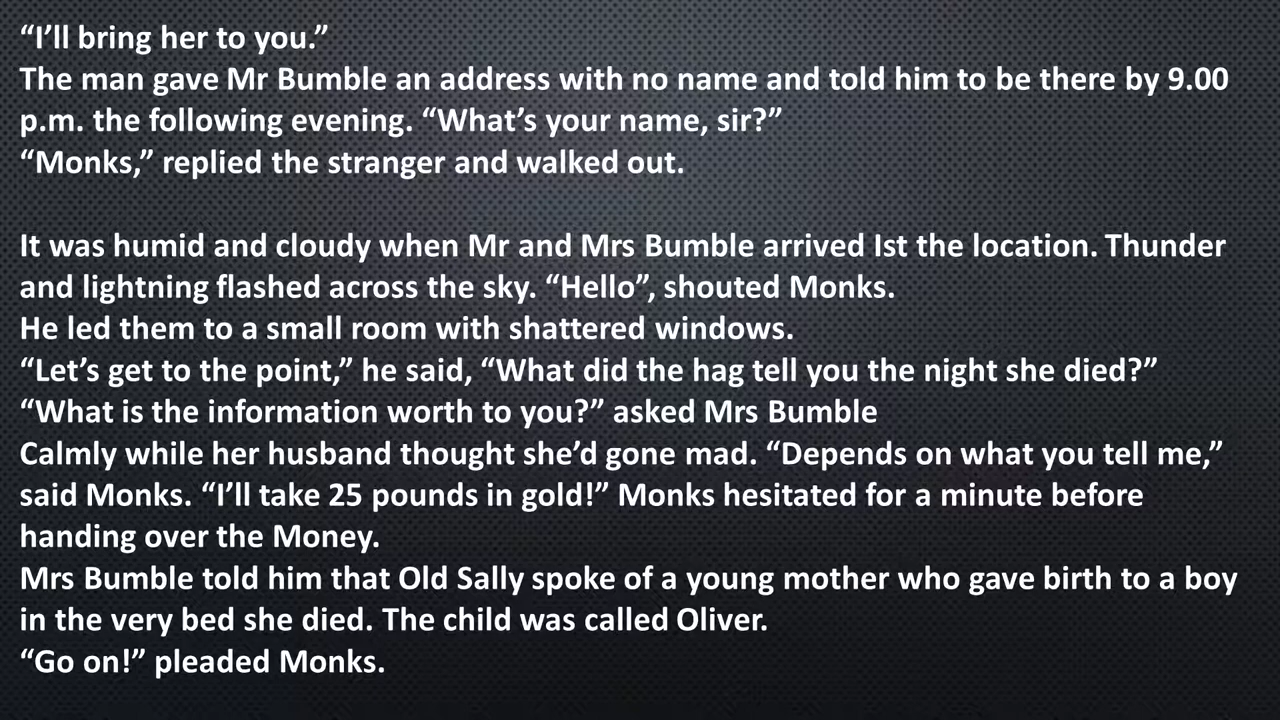 “I’ll bring her to you.”
The man gave Mr Bumble an address with no name and told him to be there by 9.00
p.m. the following evening. “What’s your name, sir?”
“Monks,” replied the stranger and walked out.
It was humid and cloudy when Mr and Mrs Bumble arrived Ist the location. Thunder
and lightning flashed across the sky. “Hello”, shouted Monks.
He led them to a small room with shattered windows.
“Let’s get to the point,” he said, “What did the hag tell you the night she died?”
“What is the information worth to you?” asked Mrs Bumble
Calmly while her husband thought she’d gone mad. “Depends on what you tell me,”
said Monks. “I’ll take 25 pounds in gold!” Monks hesitated for a minute before
handing over the Money.
Mrs Bumble told him that Old Sally spoke of a young mother who gave birth to a boy
in the very bed she died. The child was called Oliver.
“Go on!” pleaded Monks.